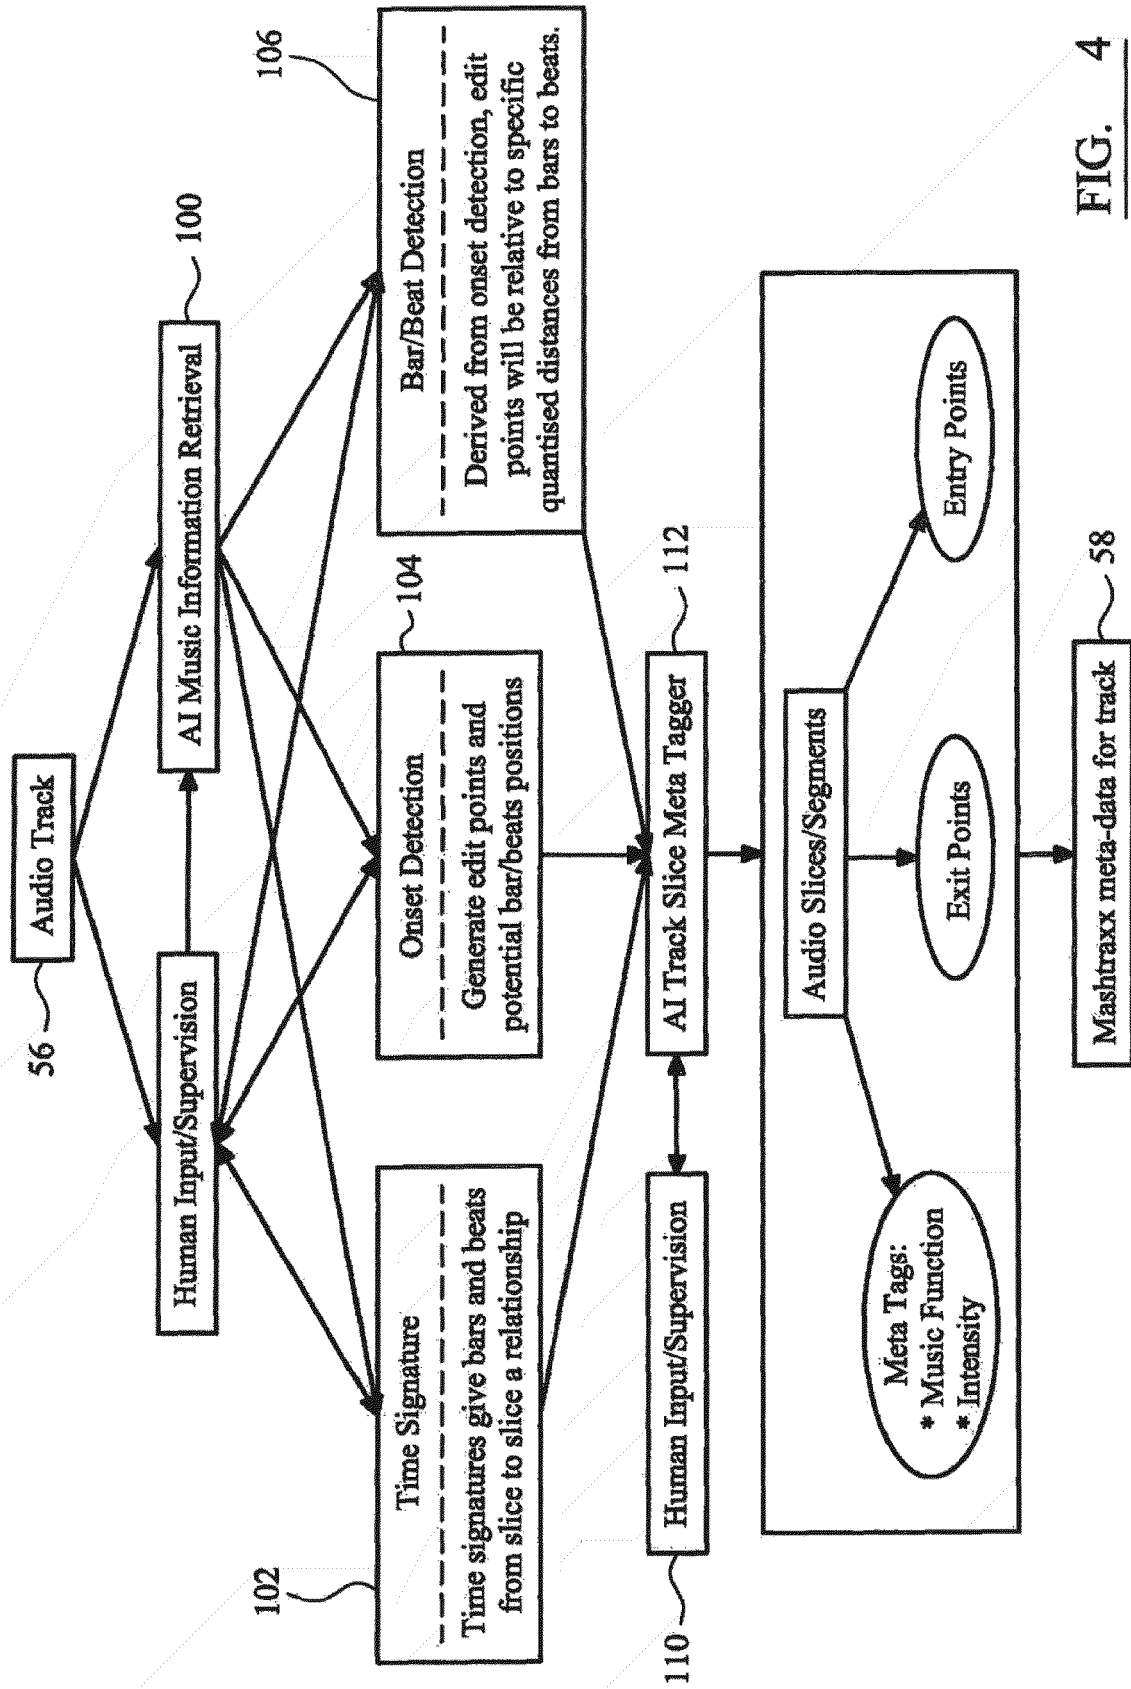 56
Audio Track
Human Input/Supervision
AI Music Information Retrieval
100
102
Time Signature
Time signatures give bars and beats
from slice to slice a relationship
Onset Detection
104
Generate edit points and
potential bar/beats positions
106
Bar/Beat Detection
Derived from onset detection, edit
points will be relative to specific
quantised distances from bars to beats.
110
Human Input/Supervision
AI Track Slice Meta Tagger
112
Audio Slices/Segments
Meta Tags:
* Music Function
* Intensity
Exit Points
Entry Points
Mashtraxx meta-data for track
58
FIG. 4